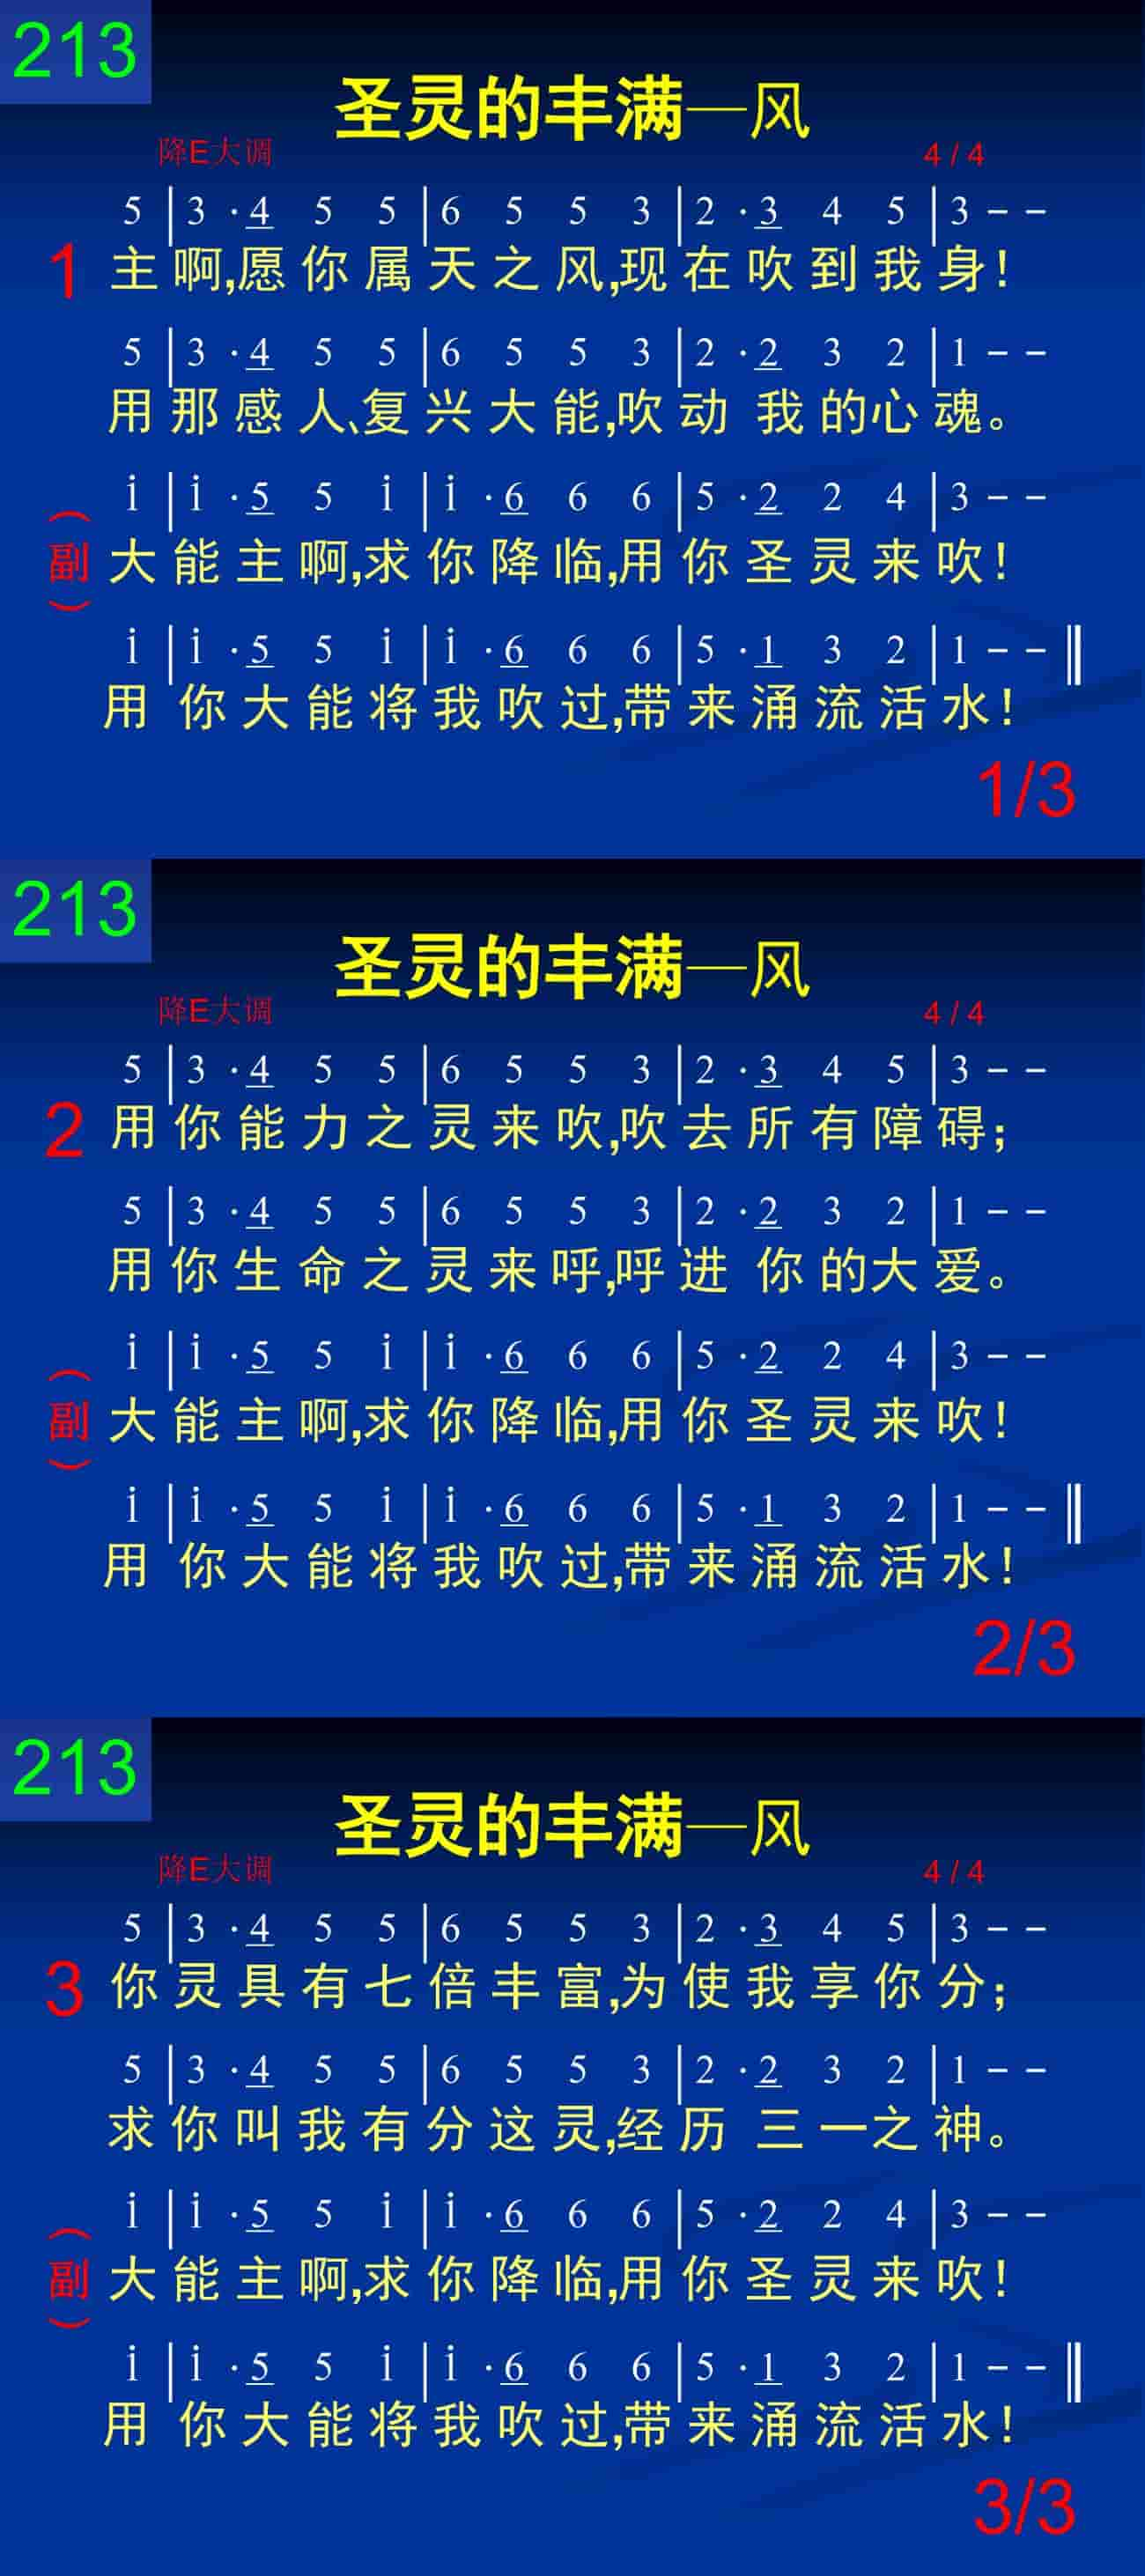 213
圣灵的丰满—风
降E大调 4/4
5 | 3 · 4 5 5 | 6 5 5 3 | 2 · 3 4 5 | 3 - -
1 主啊,愿你属天之风,现在吹到我身!
5 | 3 · 4 5 5 | 6 5 5 3 | 2 · 2 3 2 | 1 - -
用那感人、复兴大能,吹动我的心魂。
i | i · 5 5 i | i · 6 6 6 | 5 · 2 2 4 | 3 - -
(副) 大能主啊,求你降临,用你圣灵来吹!
i | i · 5 5 i | i · 6 6 6 | 5 · 1 3 2 | 1 - - ‖
用你大能将我吹过,带来涌流活水!
1/3
213
圣灵的丰满—风
降E大调 4/4
5 | 3 · 4 5 5 | 6 5 5 3 | 2 · 3 4 5 | 3 - -
2 用你能力之灵来吹,吹去所有障碍;
5 | 3 · 4 5 5 | 6 5 5 3 | 2 · 2 3 2 | 1 - -
用你生命之灵来呼,呼进你的大爱。
i | i · 5 5 i | i · 6 6 6 | 5 · 2 2 4 | 3 - -
(副) 大能主啊,求你降临,用你圣灵来吹!
i | i · 5 5 i | i · 6 6 6 | 5 · 1 3 2 | 1 - - ‖
用你大能将我吹过,带来涌流活水!
2/3
213
圣灵的丰满—风
降E大调 4/4
5 | 3 · 4 5 5 | 6 5 5 3 | 2 · 3 4 5 | 3 - -
3 你灵具有七倍丰富,为使我享你分;
5 | 3 · 4 5 5 | 6 5 5 3 | 2 · 2 3 2 | 1 - -
求你叫我有分这灵,经历三一之神。
i | i · 5 5 i | i · 6 6 6 | 5 · 2 2 4 | 3 - -
(副) 大能主啊,求你降临,用你圣灵来吹!
i | i · 5 5 i | i · 6 6 6 | 5 · 1 3 2 | 1 - - ‖
用你大能将我吹过,带来涌流活水!
3/3